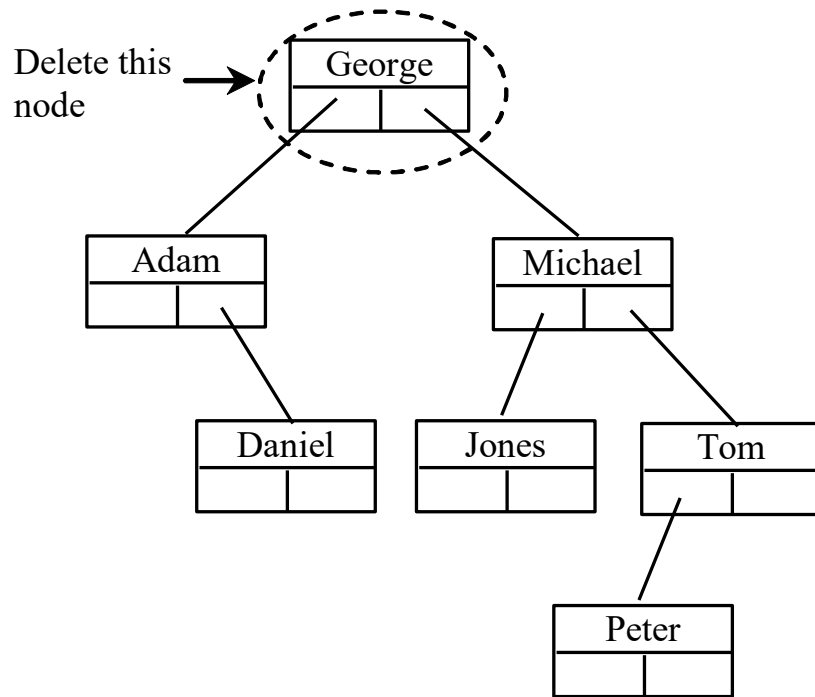 Delete this
node
George
Adam
Michael
Daniel
Jones
Tom
Peter